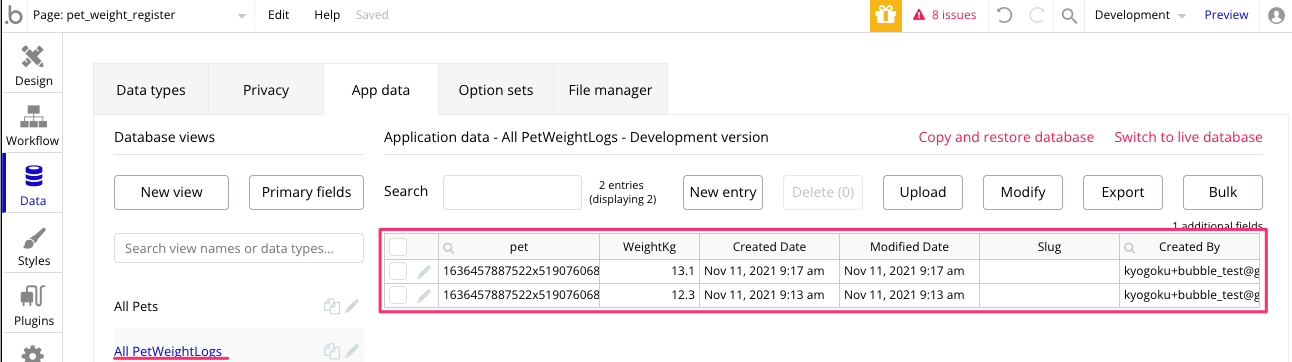 .b Page: pet_weight_register Edit Help Saved 8 issues Development Preview
Design
Workflow
Data
Styles
Plugins
Data types Privacy App data Option sets File manager
Database views
New view Primary fields
Search view names or data types...
All Pets
All PetWeightLogs
Application data - All PetWeightLogs - Development version Copy and restore database Switch to live database
Search 2 entries
(displaying 2)
New entry Delete (0) Upload Modify Export Bulk
1 additional fields
pet WeightKg Created Date Modified Date Slug Created By
1636457887522x519076068 13.1 Nov 11, 2021 9:17 am Nov 11, 2021 9:17 am kyogoku+bubble_test@g
1636457887522x519076068 12.3 Nov 11, 2021 9:13 am Nov 11, 2021 9:13 am kyogoku+bubble_test@g